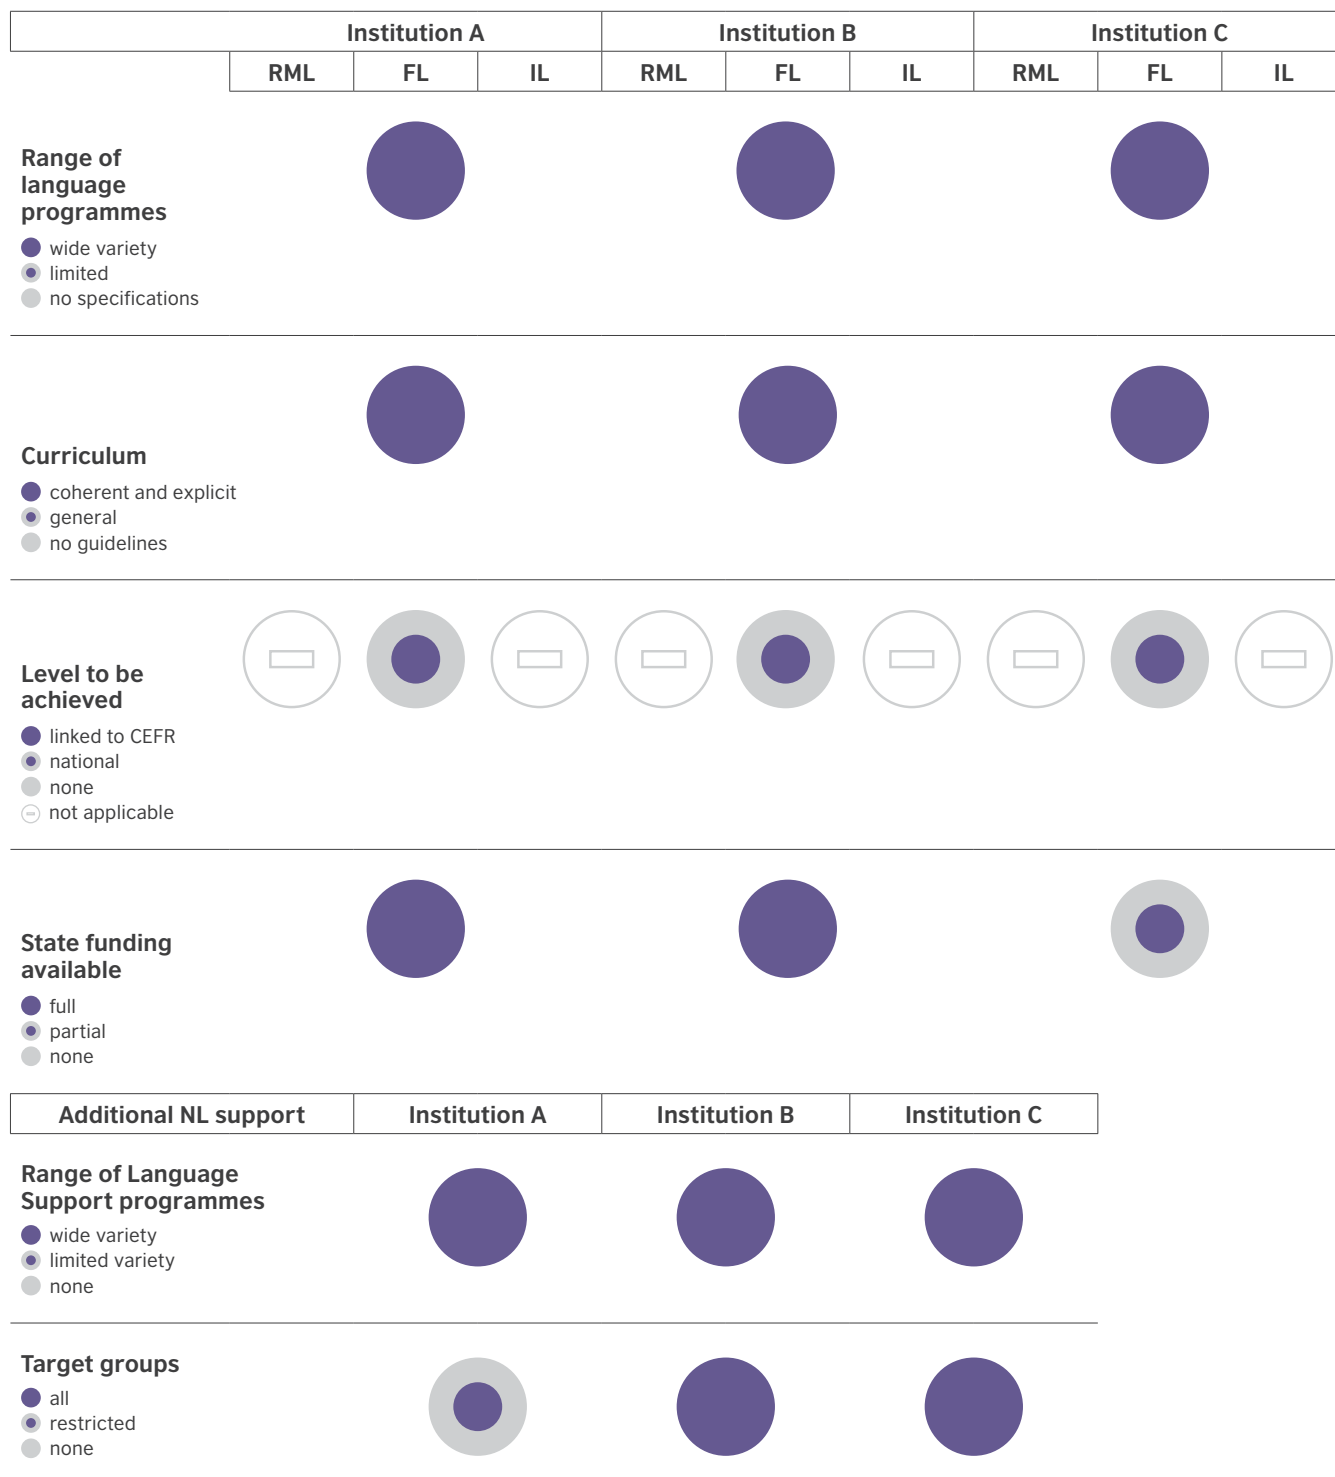 Institution A Institution B Institution C
RML FL IL RML FL IL RML FL IL
Range of
language
programmes
wide variety
limited
no specifications
Curriculum
coherent and explicit
general
no guidelines
Level to be
achieved
linked to CEFR
national
none
not applicable
State funding
available
full
partial
none
Additional NL support Institution A Institution B Institution C
Range of Language
Support programmes
wide variety
limited variety
none
Target groups
all
restricted
none